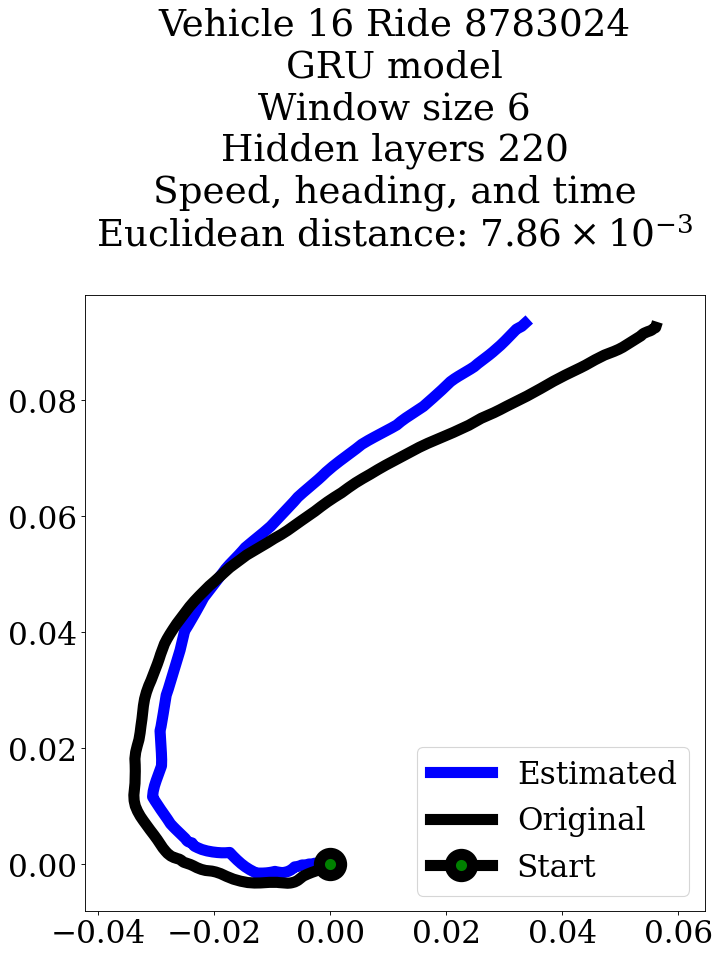 Vehicle 16 Ride 8783024
GRU model
Window size 6
Hidden layers 220
Speed, heading, and time
Euclidean distance: 7.86 × 10⁻³
0.08
0.06
0.04
0.02
0.00
Estimated
Original
Start
−0.04 −0.02 0.00 0.02 0.04 0.06